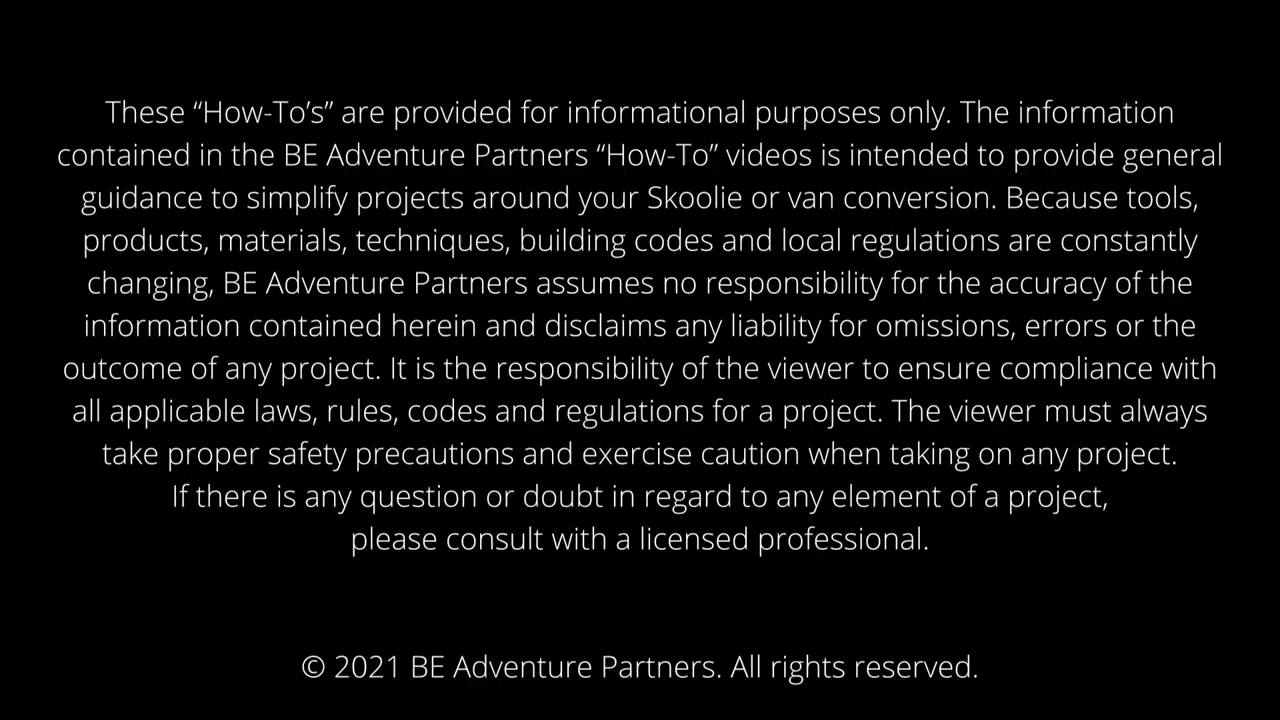 These “How-To’s” are provided for informational purposes only. The information
contained in the BE Adventure Partners “How-To” videos is intended to provide general
guidance to simplify projects around your Skoolie or van conversion. Because tools,
products, materials, techniques, building codes and local regulations are constantly
changing, BE Adventure Partners assumes no responsibility for the accuracy of the
information contained herein and disclaims any liability for omissions, errors or the
outcome of any project. It is the responsibility of the viewer to ensure compliance with
all applicable laws, rules, codes and regulations for a project. The viewer must always
take proper safety precautions and exercise caution when taking on any project.
If there is any question or doubt in regard to any element of a project,
please consult with a licensed professional.
© 2021 BE Adventure Partners. All rights reserved.